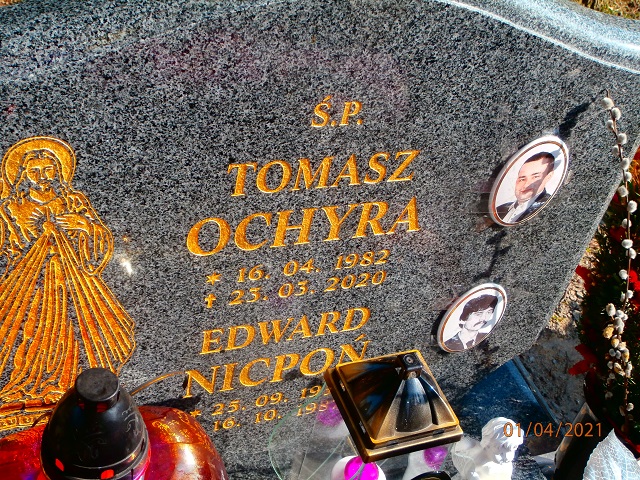 Ś.P.
TOMASZ
OCHYRA
* 16. 04. 1982
✝ 23. 03. 2020
EDWARD
NICPOŃ
* 25. 09.
16. 10.
01/04/2021